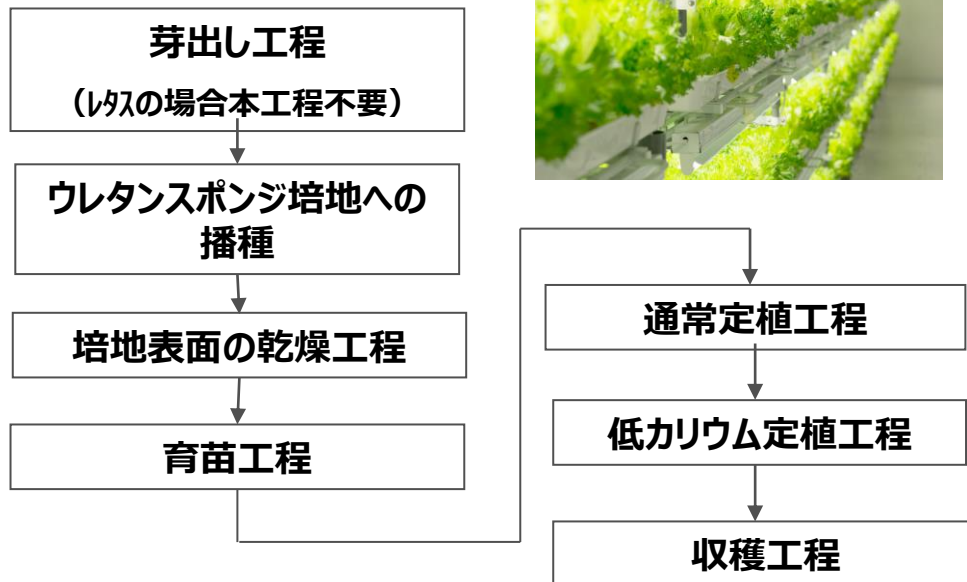 芽出し工程
（ﾚﾀｽの場合本工程不要）
ウレタンスポンジ培地への
播種
培地表面の乾燥工程
育苗工程
通常定植工程
低カリウム定植工程
収穫工程